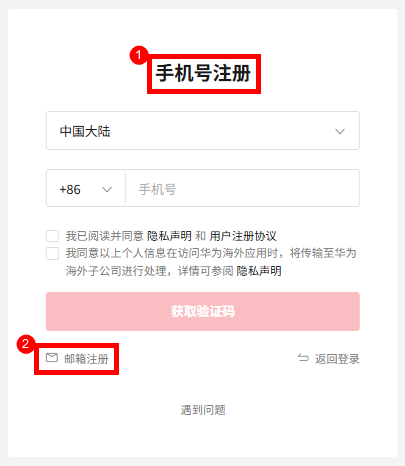 1
手机号注册
中国大陆
+86 手机号
我已阅读并同意 隐私声明 和 用户注册协议
我同意以上个人信息在访问华为海外应用时，将传输至华为
海外子公司进行处理，详情可参阅 隐私声明
获取验证码
2
邮箱注册 返回登录
遇到问题